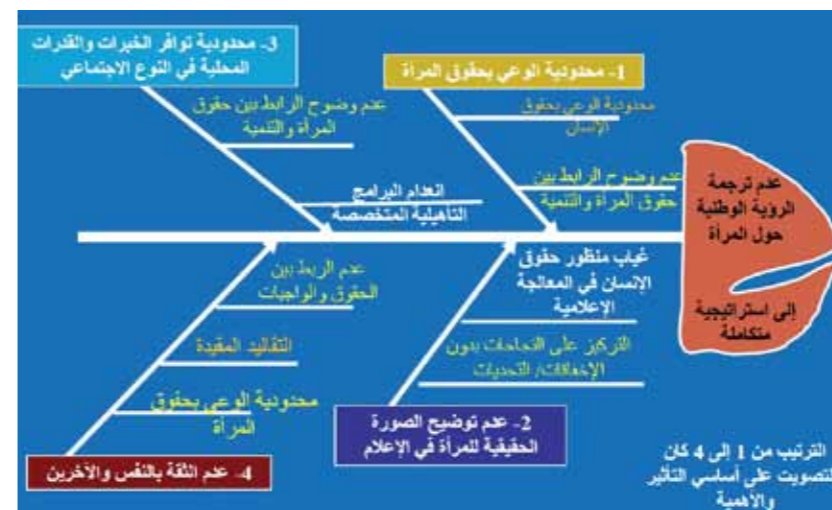 3- محدودية توافر الخبرات والقدرات
المحلية في النوع الاجتماعي
1- محدودية الوعي بحقوق المرأة
عدم وضوح الرابط بين حقوق
المرأة والتنمية
محدودية الوعي بحقوق
الإنسان
انعدام البرامج
التأهيلية المتخصصة
عدم وضوح الرابط بين
حقوق المرأة والتنمية
عدم ترجمة
الرؤية الوطنية
حول المرأة
إلى استراتيجية
متكاملة
غياب منظور حقوق
الإنسان في المعالجة
الإعلامية
التركيز على النجاحات بدون
الإخفاقات/ التحديات
2- عدم توضيح الصورة
الحقيقية للمرأة في الإعلام
عدم الربط بين
الحقوق والواجبات
التقاليد المقيدة
محدودية الوعي بحقوق
المرأة
4- عدم الثقة بالنفس والآخرين
الترتيب من 1 إلى 4 كان
لتصويت على أساسي التأثير
والأهمية